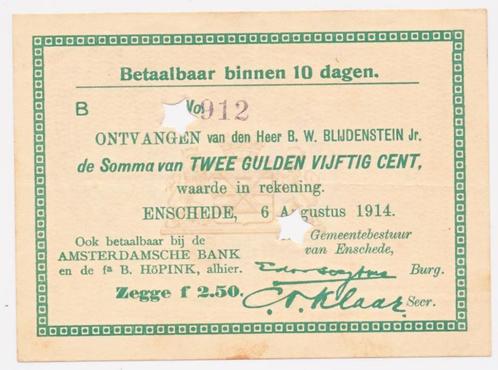 Betaalbaar binnen 10 dagen.
B No. 912
ONTVANGEN van den Heer B. W. BLIJDENSTEIN Jr.
de Somma van TWEE GULDEN VIJFTIG CENT,
waarde in rekening.
ENSCHEDE, 6 Augustus 1914.
Ook betaalbaar bij de
AMSTERDAMSCHE BANK
en de fa B. HöPINK, alhier.
Zegge f 2.50.
Gemeentebestuur
van Enschede,
Burg.
Secr.